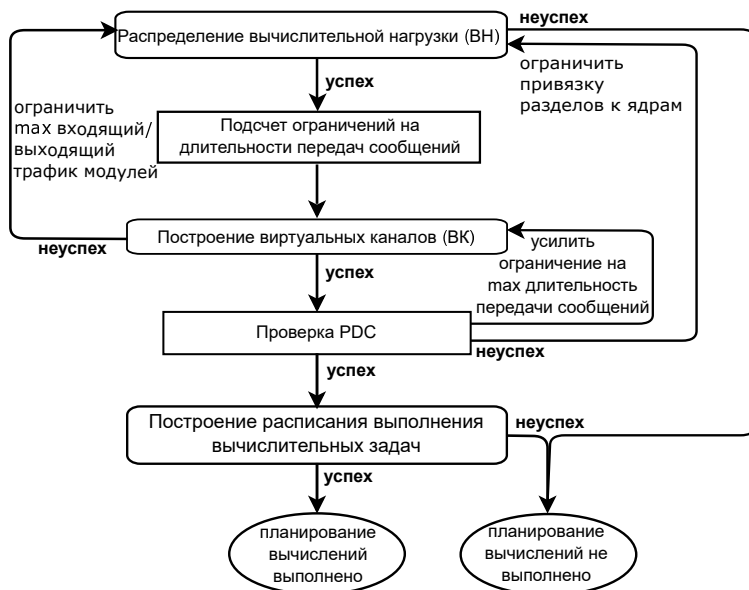 неуспех
Распределение вычислительной нагрузки (ВН)
успех
ограничить
привязку
разделов к ядрам
ограничить
max входящий/
выходящий
трафик модулей
Подсчет ограничений на
длительности передач сообщений
неуспех
Построение виртуальных каналов (ВК)
усилить
ограничение на
max длительность
передачи сообщений
успех
Проверка PDC
неуспех
успех
Построение расписания выполнения
вычислительных задач
неуспех
успех
планирование
вычислений
выполнено
планирование
вычислений не
выполнено